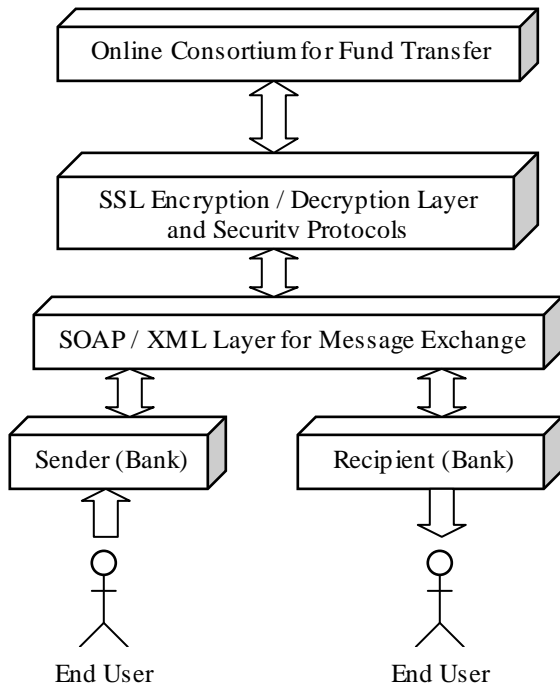 Online Consortium for Fund Transfer
SSL Encryption / Decryption Layer
and Security Protocols
SOAP / XML Layer for Message Exchange
Sender (Bank)
Recipient (Bank)
End User
End User